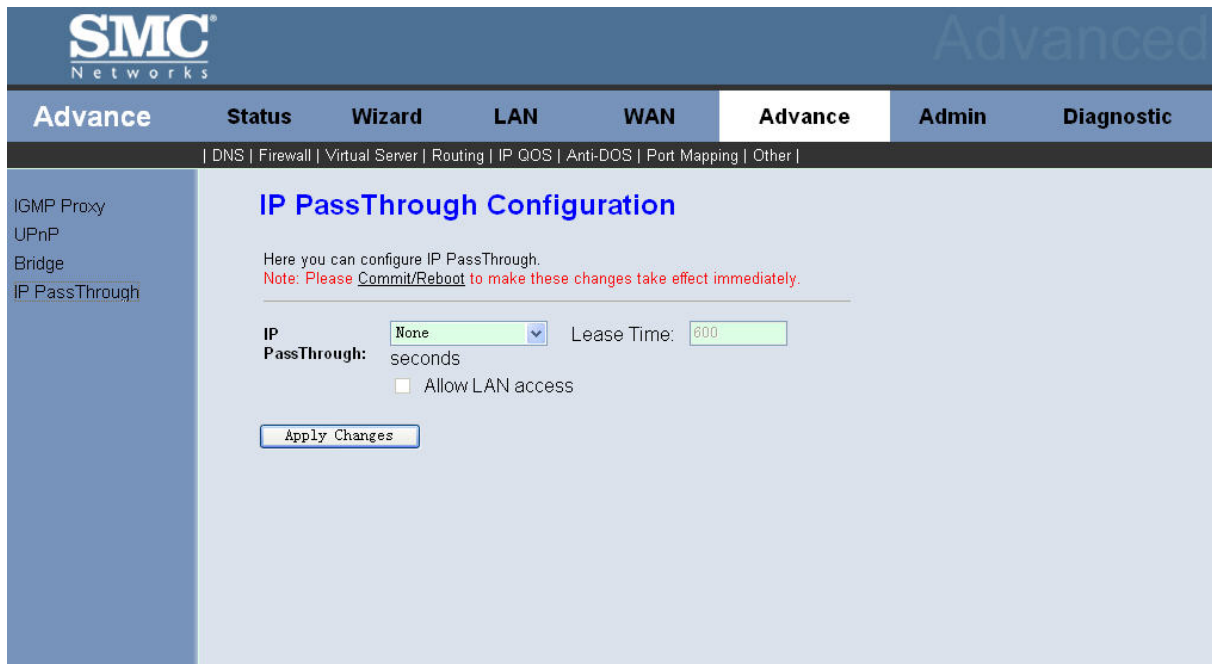 SMC®
Networks
Advanced
Advance Status Wizard LAN WAN Advance Admin Diagnostic
| DNS | Firewall | Virtual Server | Routing | IP QOS | Anti-DOS | Port Mapping | Other |
IGMP Proxy
UPnP
Bridge
IP PassThrough
IP PassThrough Configuration
Here you can configure IP PassThrough.
Note: Please Commit/Reboot to make these changes take effect immediately.
IP PassThrough: None Lease Time: 600
seconds
Allow LAN access
Apply Changes